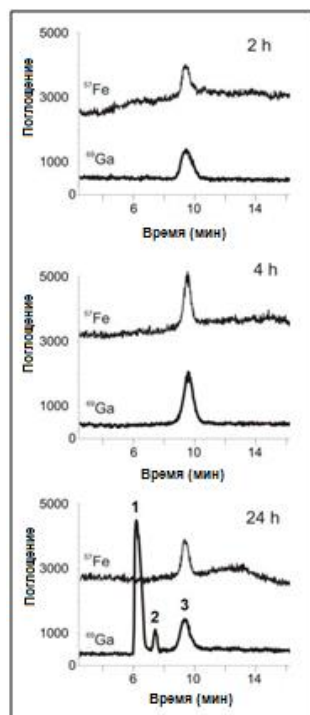 2 h
5000
3000
1000
0
⁵⁷Fe
⁶⁹Ga
6
10
14
Поглощение
Время (мин)
4 h
5000
3000
1000
0
⁵⁷Fe
⁶⁹Ga
6
10
14
Поглощение
Время (мин)
24 h
5000
3000
1000
0
1
2
3
⁵⁷Fe
⁶⁹Ga
6
10
14
Поглощение
Время (мин)